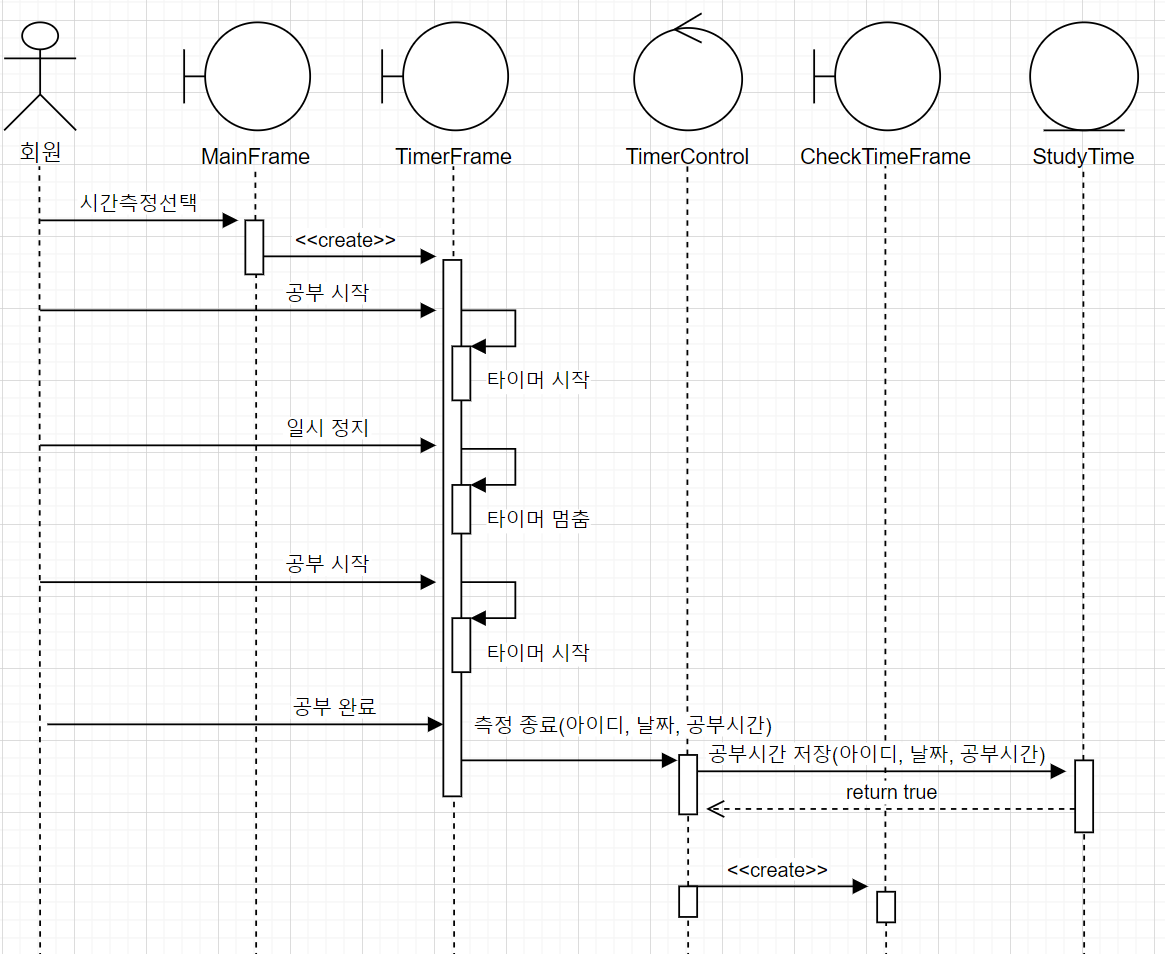 회원
MainFrame
TimerFrame
TimerControl
CheckTimeFrame
StudyTime
시간측정선택
<<create>>
공부 시작
타이머 시작
일시 정지
타이머 멈춤
공부 시작
타이머 시작
공부 완료
측정 종료(아이디, 날짜, 공부시간)
공부시간 저장(아이디, 날짜, 공부시간)
return true
<<create>>